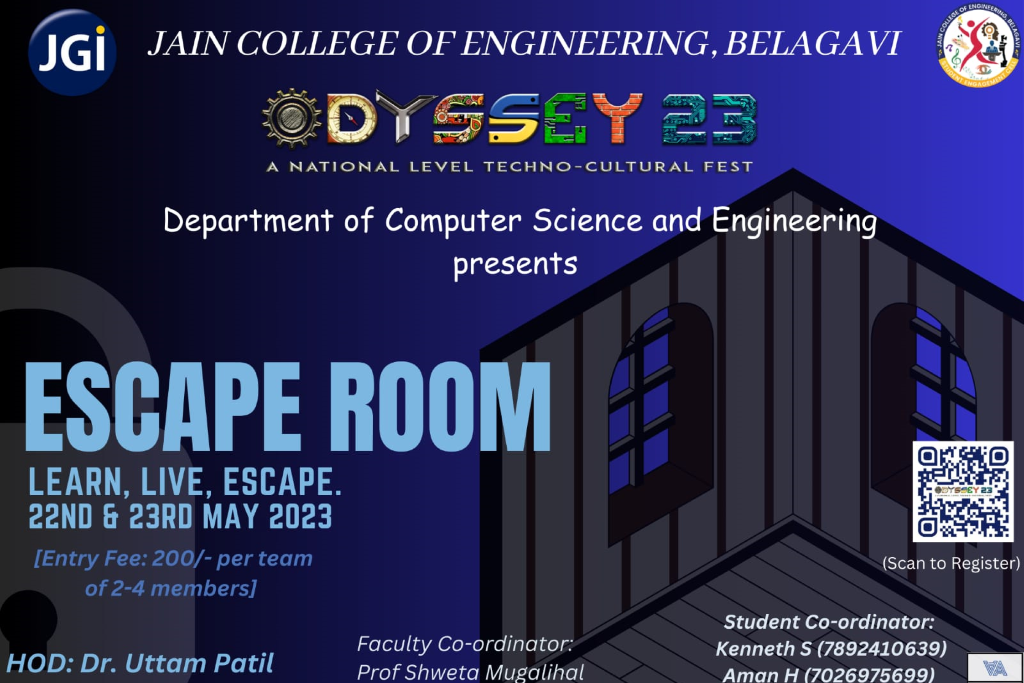 JGi
JAIN COLLEGE OF ENGINEERING, BELAGAVI
ODYSSEY 23
A NATIONAL LEVEL TECHNO-CULTURAL FEST
Department of Computer Science and Engineering
presents
ESCAPE ROOM
LEARN, LIVE, ESCAPE.
22ND & 23RD MAY 2023
[Entry Fee: 200/- per team
of 2-4 members]
ODYSSEY 23
(Scan to Register)
HOD: Dr. Uttam Patil
Faculty Co-ordinator:
Prof Shweta Mugalihal
Student Co-ordinator:
Kenneth S (7892410639)
Aman H (7026975699)